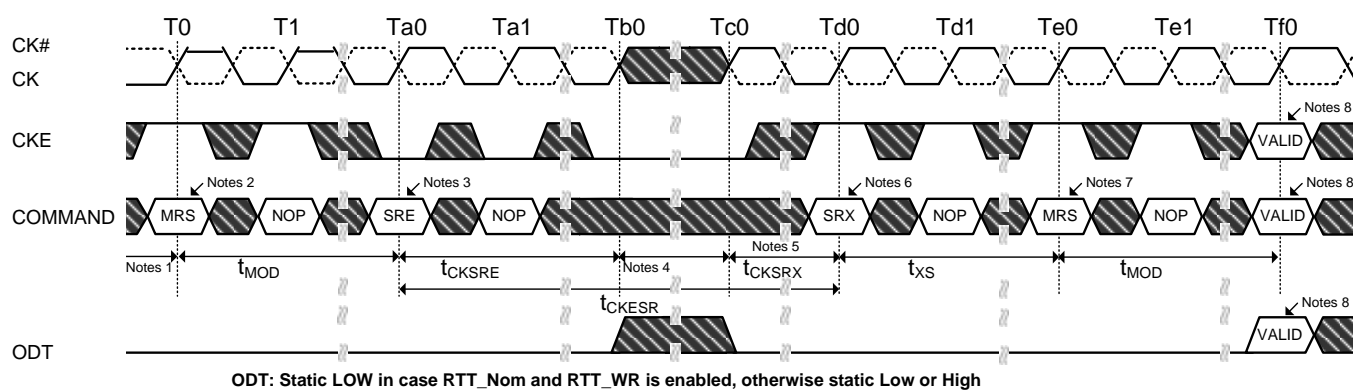 T0 T1 Ta0 Ta1 Tb0 Tc0 Td0 Td1 Te0 Te1 Tf0
CK#
CK
Notes 8
CKE VALID
Notes 2 Notes 3 Notes 6 Notes 7 Notes 8
COMMAND MRS NOP SRE NOP SRX NOP MRS NOP VALID
Notes 1 tMOD tCKSRE Notes 4 Notes 5 tCKSRX tXS tMOD
tCKESR
Notes 8
ODT VALID
ODT: Static LOW in case RTT_Nom and RTT_WR is enabled, otherwise static Low or High